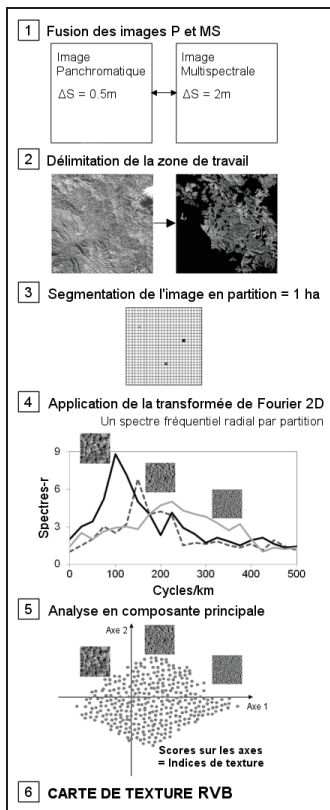 1 Fusion des images P et MS
Image Panchromatique
ΔS = 0.5m
Image Multispectrale
ΔS = 2m
2 Délimitation de la zone de travail
3 Segmentation de l'image en partition = 1 ha
4 Application de la transformée de Fourier 2D
Un spectre fréquentiel radial par partition
Spectres-r
9
6
3
0
0 100 200 300 400 500
Cycles/km
5 Analyse en composante principale
Axe 2
Axe 1
Scores sur les axes
= Indices de texture
6 CARTE DE TEXTURE RVB